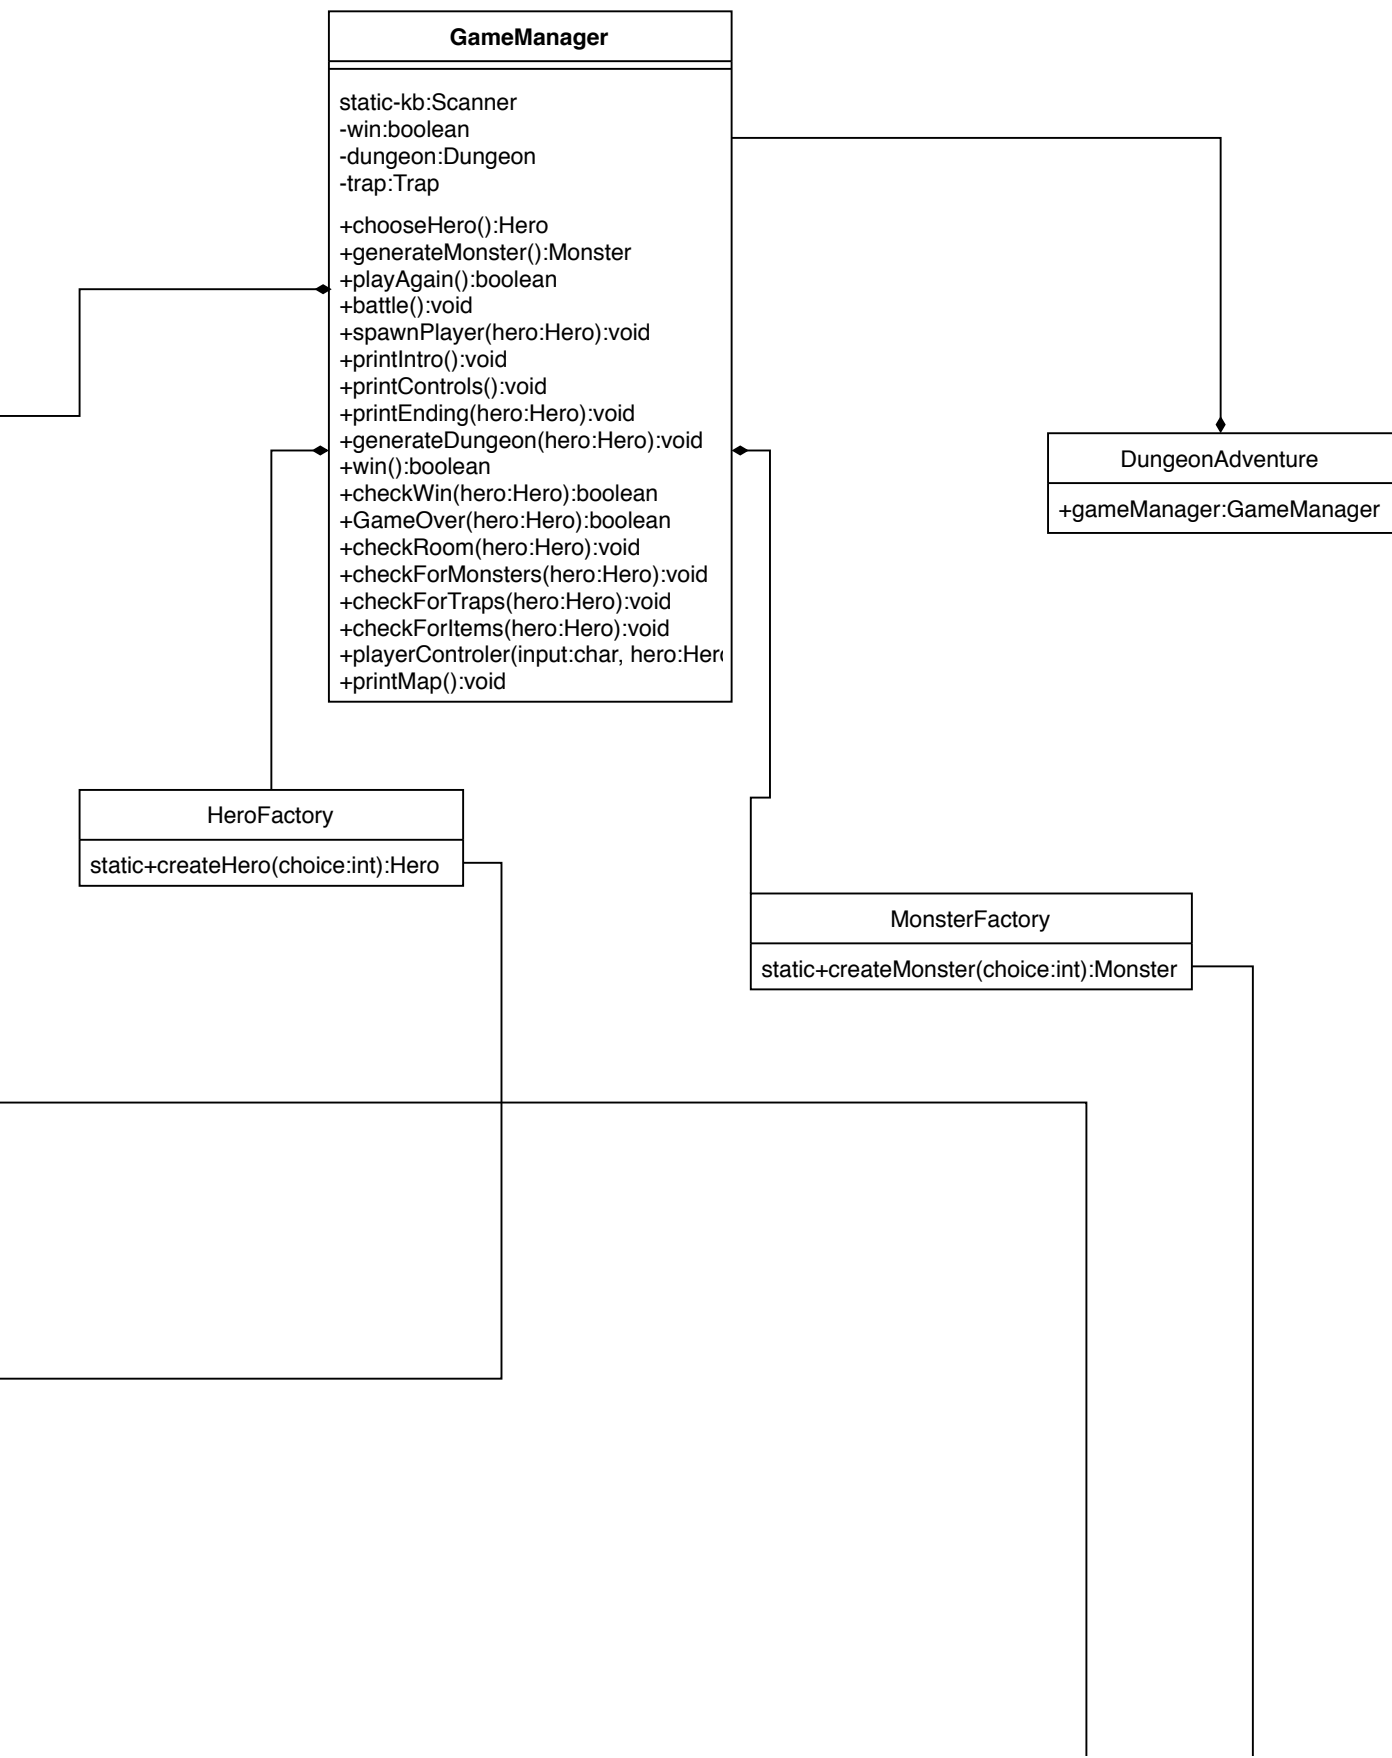 GameManager
static-kb:Scanner
-win:boolean
-dungeon:Dungeon
-trap:Trap
+chooseHero():Hero
+generateMonster():Monster
+playAgain():boolean
+battle():void
+spawnPlayer(hero:Hero):void
+printIntro():void
+printControls():void
+printEnding(hero:Hero):void
+generateDungeon(hero:Hero):void
+win():boolean
+checkWin(hero:Hero):boolean
+GameOver(hero:Hero):boolean
+checkRoom(hero:Hero):void
+checkForMonsters(hero:Hero):void
+checkForTraps(hero:Hero):void
+checkForItems(hero:Hero):void
+playerControler(input:char, hero:Her
+printMap():void
DungeonAdventure
+gameManager:GameManager
HeroFactory
static+createHero(choice:int):Hero
MonsterFactory
static+createMonster(choice:int):Monster